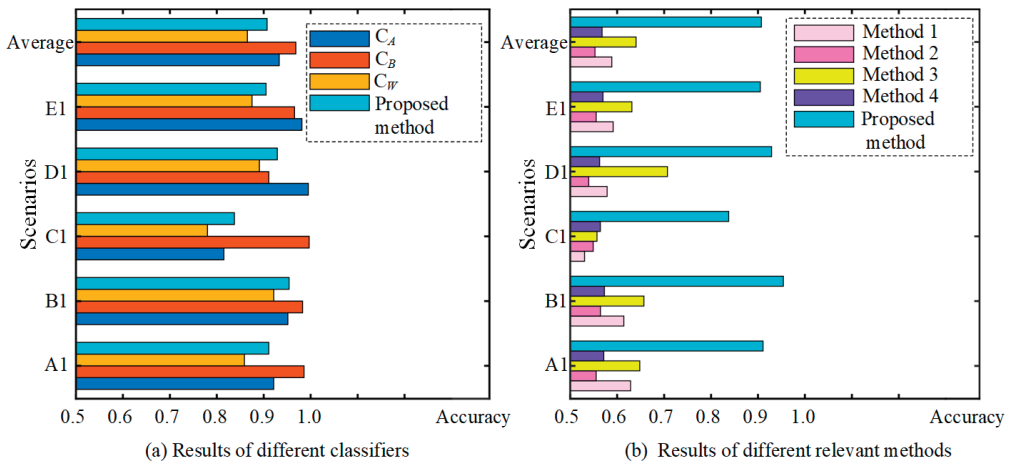 Scenarios
Average
E1
D1
C1
B1
A1
C_A
C_B
C_W
Proposed
method
0.5 0.6 0.7 0.8 0.9 1.0 Accuracy
(a) Results of different classifiers
Scenarios
Average
E1
D1
C1
B1
A1
Method 1
Method 2
Method 3
Method 4
Proposed
method
0.5 0.6 0.7 0.8 0.9 1.0 Accuracy
(b) Results of different relevant methods